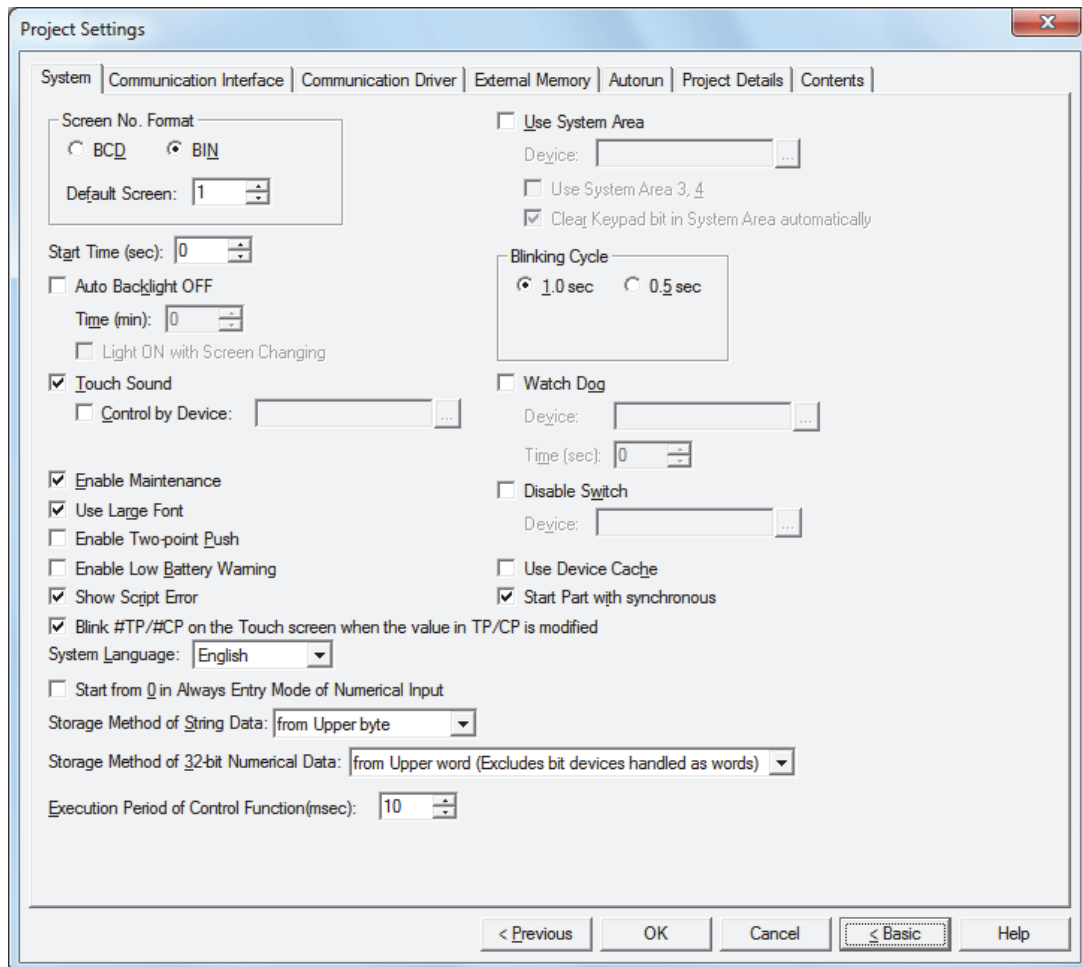 Project Settings
System Communication Interface Communication Driver External Memory Autorun Project Details Contents
Screen No. Format
BCD BIN
Default Screen: 1
Start Time (sec): 0
Auto Backlight OFF
Time (min): 0
Light ON with Screen Changing
Touch Sound
Control by Device: ...
Enable Maintenance
Use Large Font
Enable Two-point Push
Enable Low Battery Warning
Show Script Error
Blink #TP/#CP on the Touch screen when the value in TP/CP is modified
System Language: English
Start from 0 in Always Entry Mode of Numerical Input
Storage Method of String Data: from Upper byte
Storage Method of 32-bit Numerical Data: from Upper word (Excludes bit devices handled as words)
Execution Period of Control Function(msec): 10
Use System Area
Device: ...
Use System Area 3, 4
Clear Keypad bit in System Area automatically
Blinking Cycle
1.0 sec 0.5 sec
Watch Dog
Device: ...
Time (sec): 0
Disable Switch
Device: ...
Use Device Cache
Start Part with synchronous
< Previous OK Cancel < Basic Help